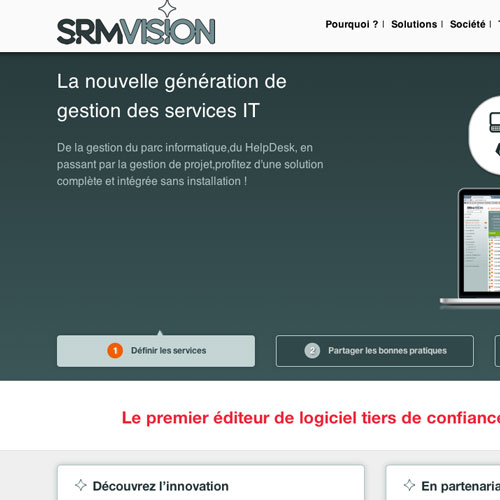 SRMVISION
Pourquoi ? | Solutions | Société |
La nouvelle génération de
gestion des services IT
De la gestion du parc informatique,du HelpDesk, en
passant par la gestion de projet,profitez d'une solution
complète et intégrée sans installation !
1 Définir les services
2 Partager les bonnes pratiques
Le premier éditeur de logiciel tiers de confiance
Découvrez l'innovation
En partenaria